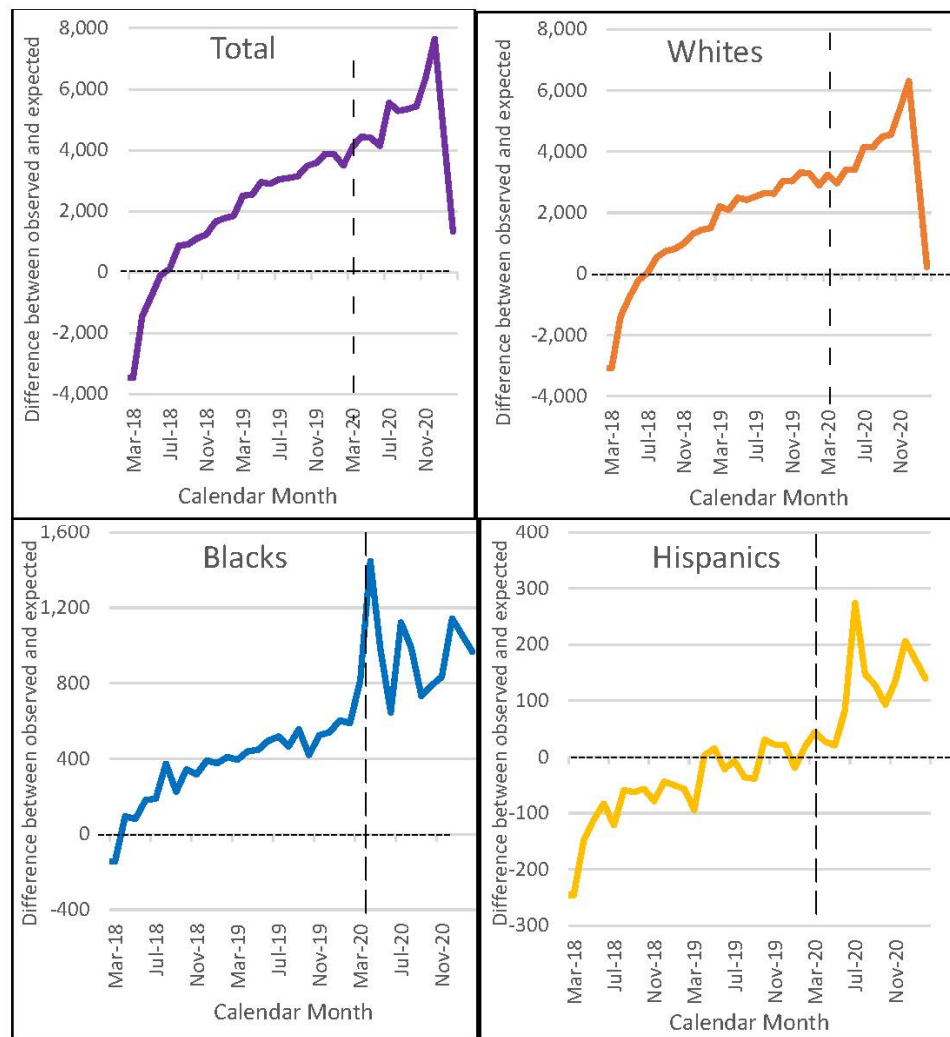 Total
Difference between observed and expected
8,000
6,000
4,000
2,000
0
-2,000
-4,000
Mar-18
Jul-18
Nov-18
Mar-19
Jul-19
Nov-19
Mar-20
Jul-20
Nov-20
Calendar Month
Whites
Difference between observed and expected
8,000
6,000
4,000
2,000
0
-2,000
-4,000
Mar-18
Jul-18
Nov-18
Mar-19
Jul-19
Nov-19
Mar-20
Jul-20
Nov-20
Calendar Month
Blacks
Difference between observed and expected
1,600
1,200
800
400
0
-400
Mar-18
Jul-18
Nov-18
Mar-19
Jul-19
Nov-19
Mar-20
Jul-20
Nov-20
Calendar Month
Hispanics
Difference between observed and expected
400
300
200
100
0
-100
-200
-300
Mar-18
Jul-18
Nov-18
Mar-19
Jul-19
Nov-19
Mar-20
Jul-20
Nov-20
Calendar Month